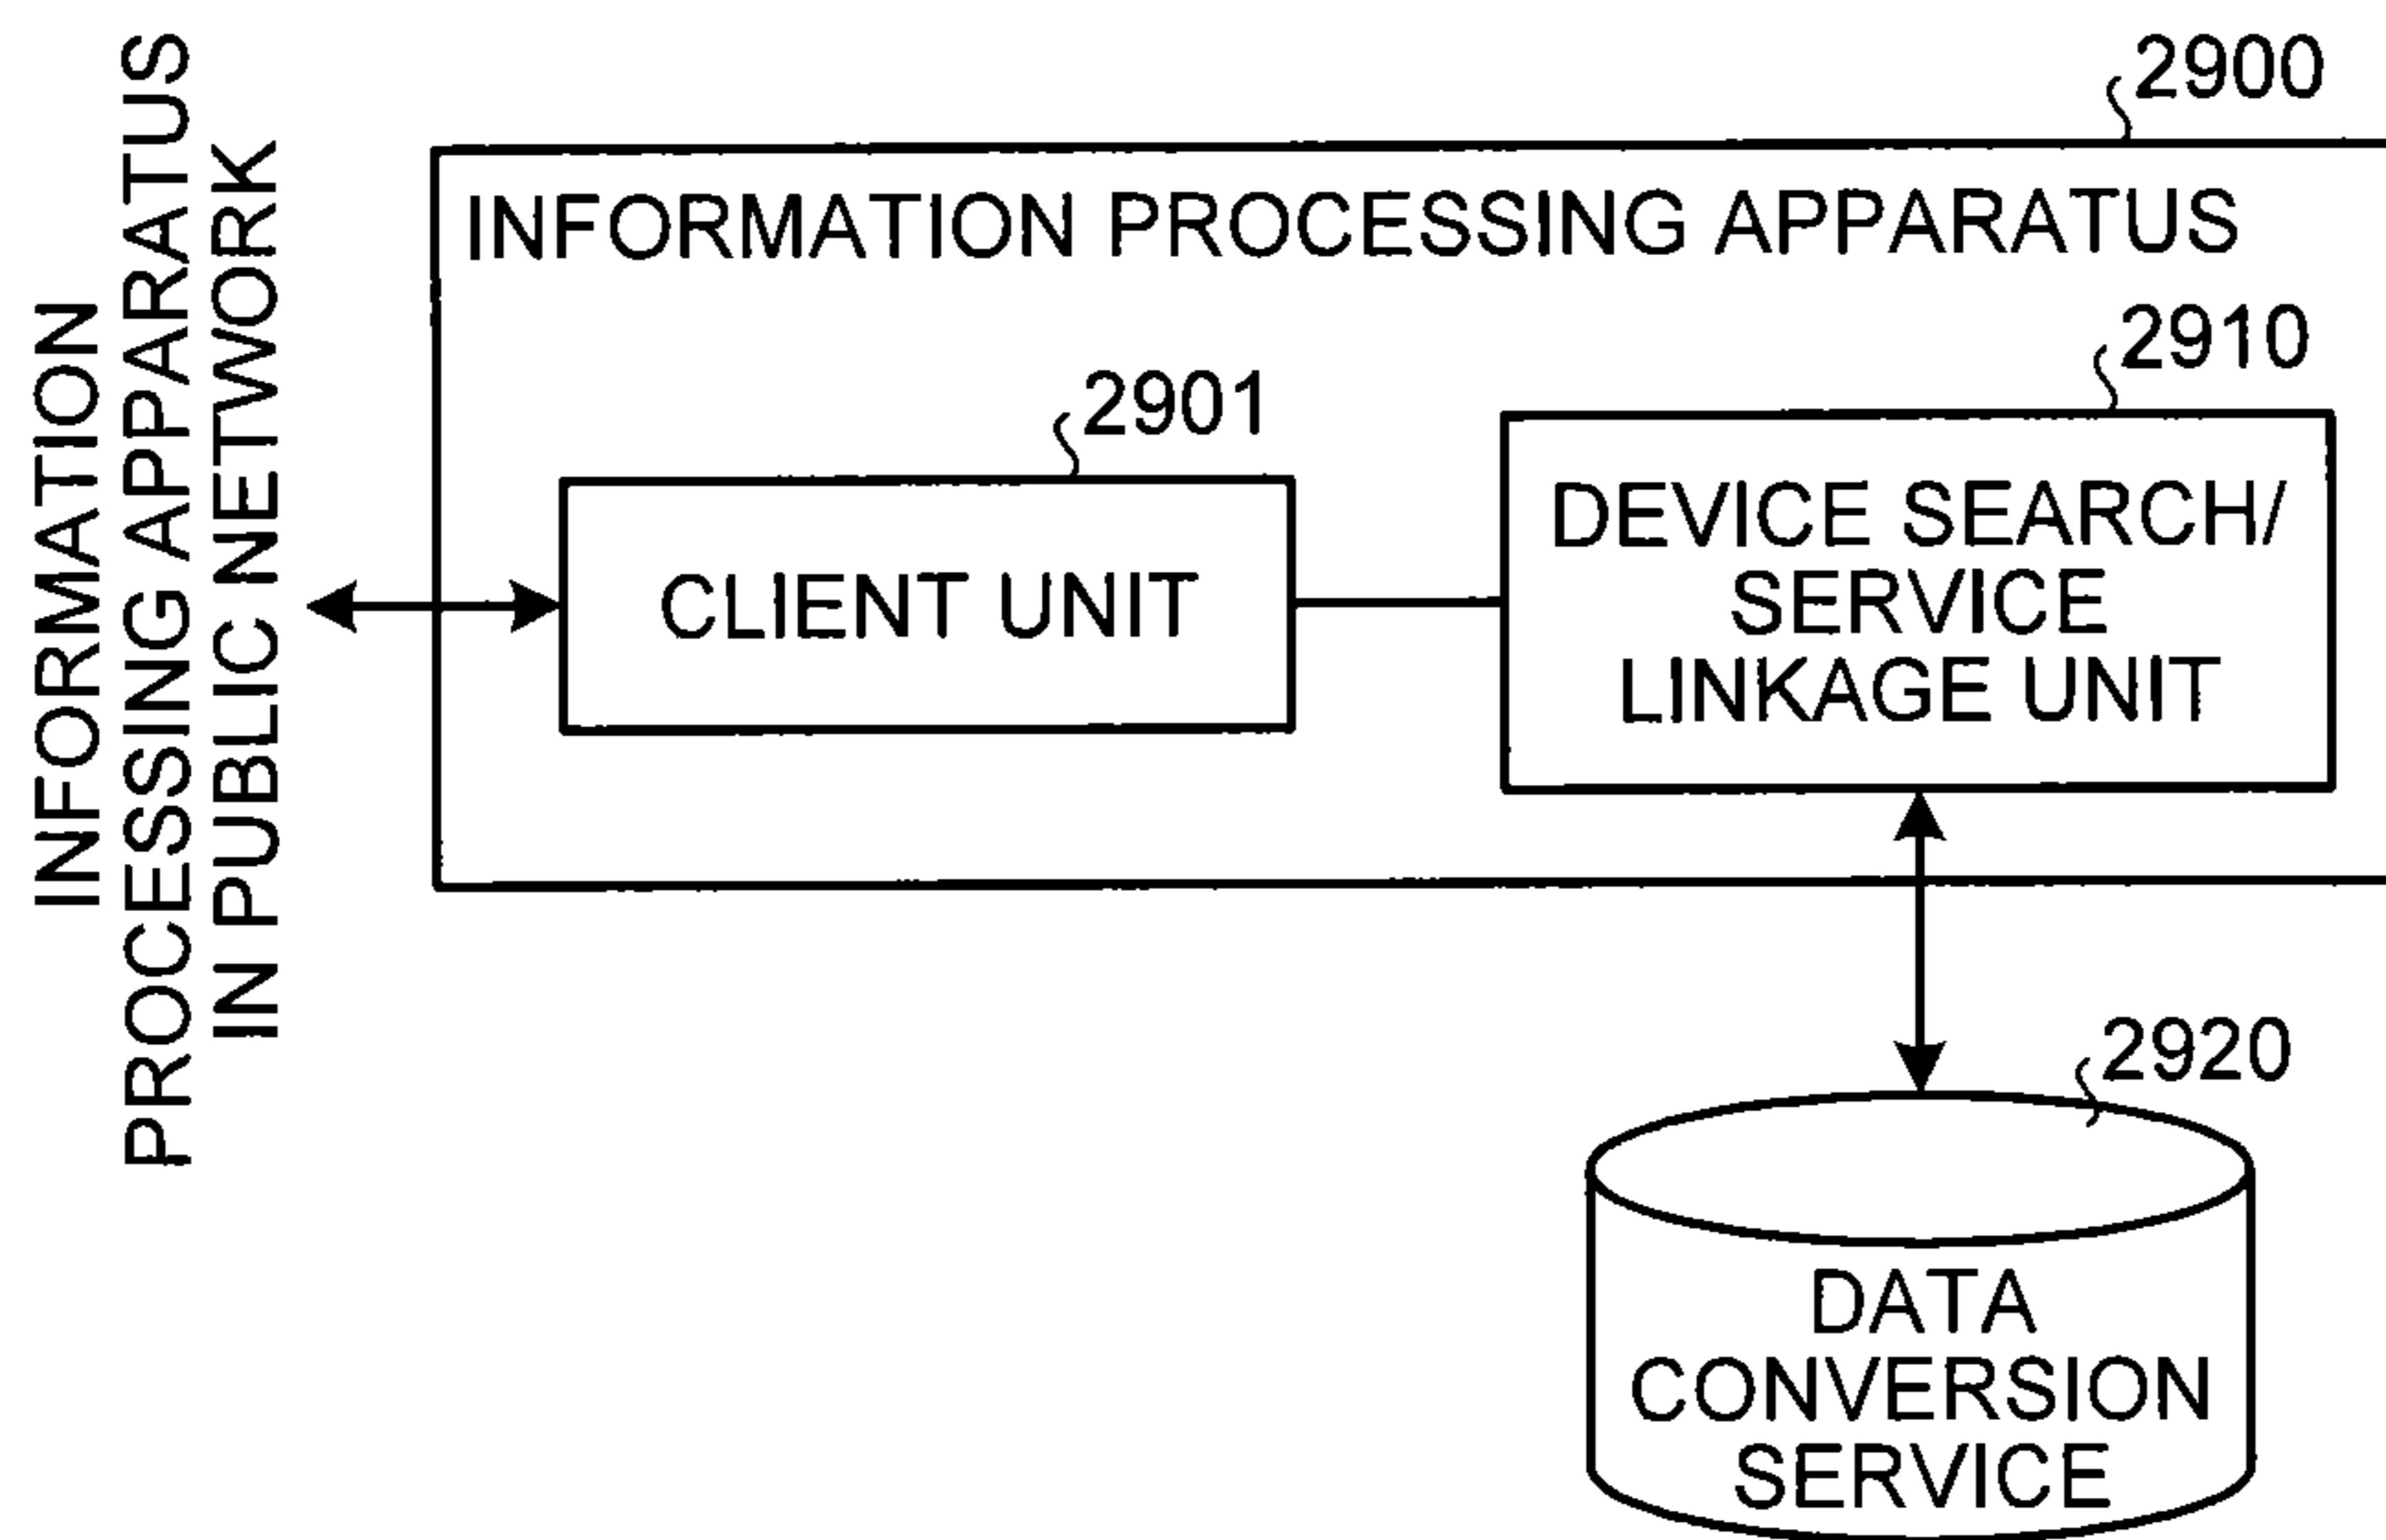 INFORMATION
PROCESSING APPARATUS
IN PUBLIC NETWORK
2900
INFORMATION PROCESSING APPARATUS
2901
CLIENT UNIT
2910
DEVICE SEARCH/
SERVICE
LINKAGE UNIT
2920
DATA
CONVERSION
SERVICE